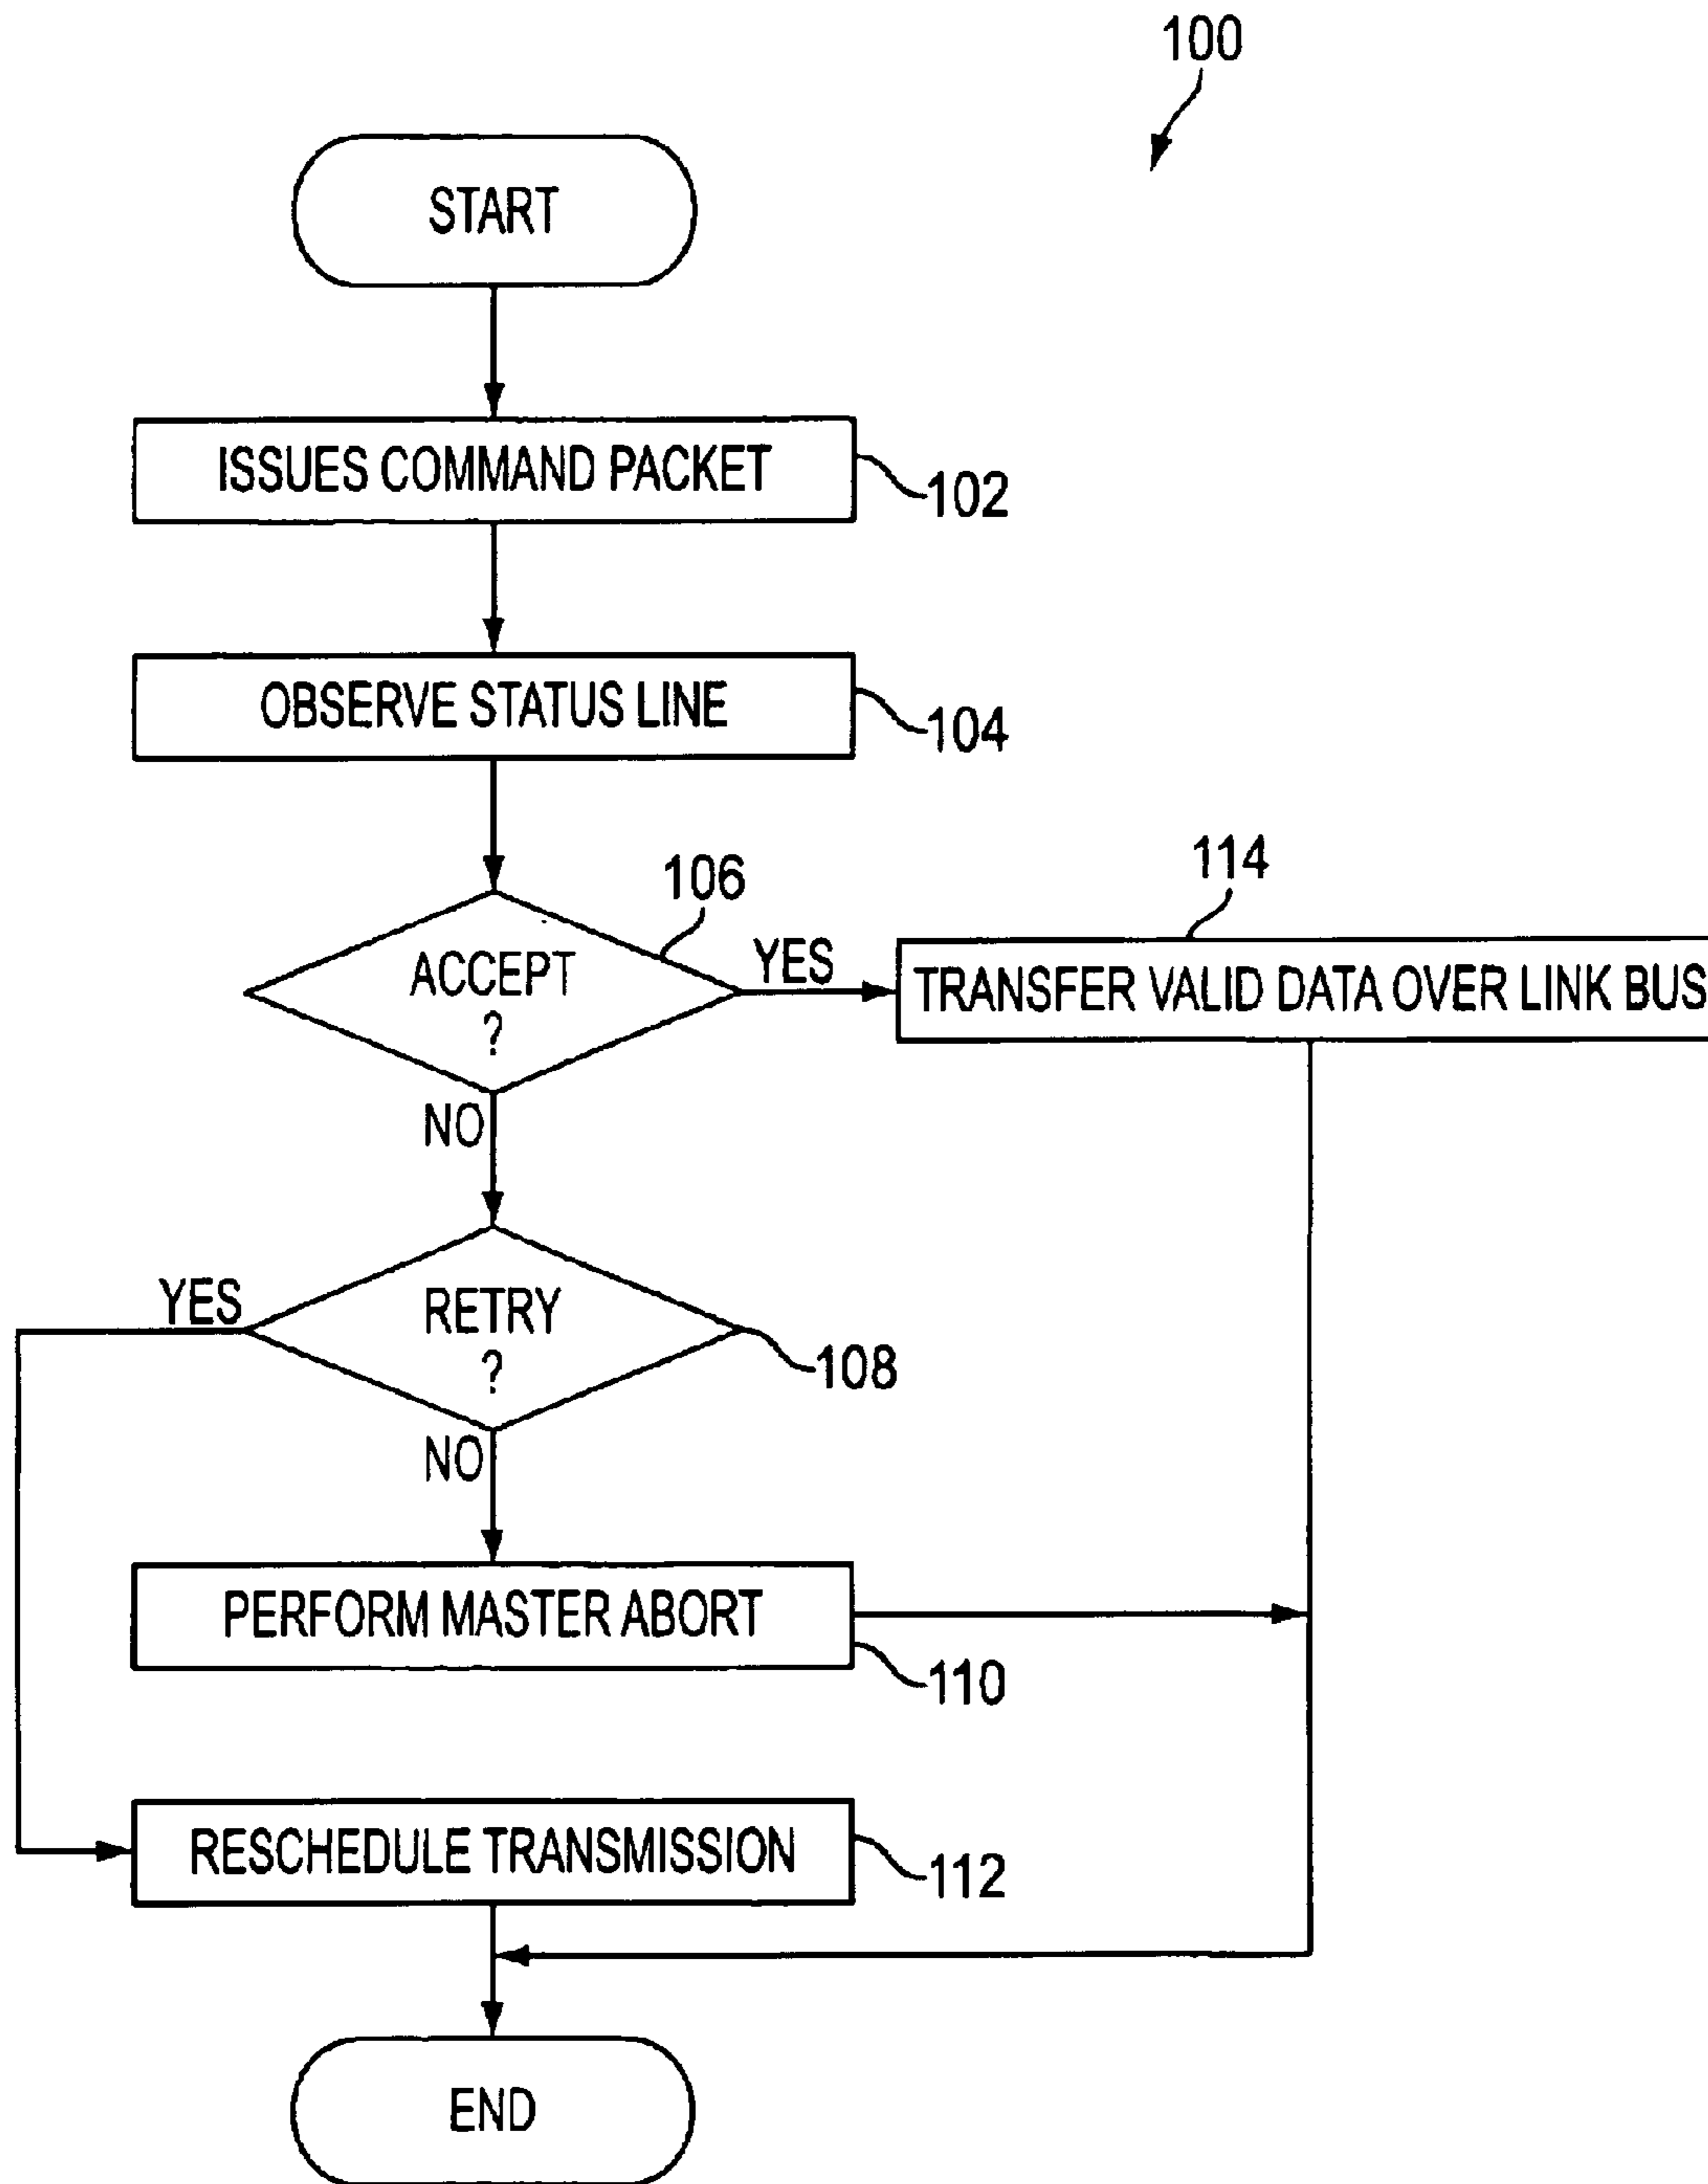 100
START
ISSUES COMMAND PACKET
102
OBSERVE STATUS LINE
104
106
ACCEPT
?
YES
114
TRANSFER VALID DATA OVER LINK BUS
NO
YES
RETRY
?
108
NO
PERFORM MASTER ABORT
110
RESCHEDULE TRANSMISSION
112
END